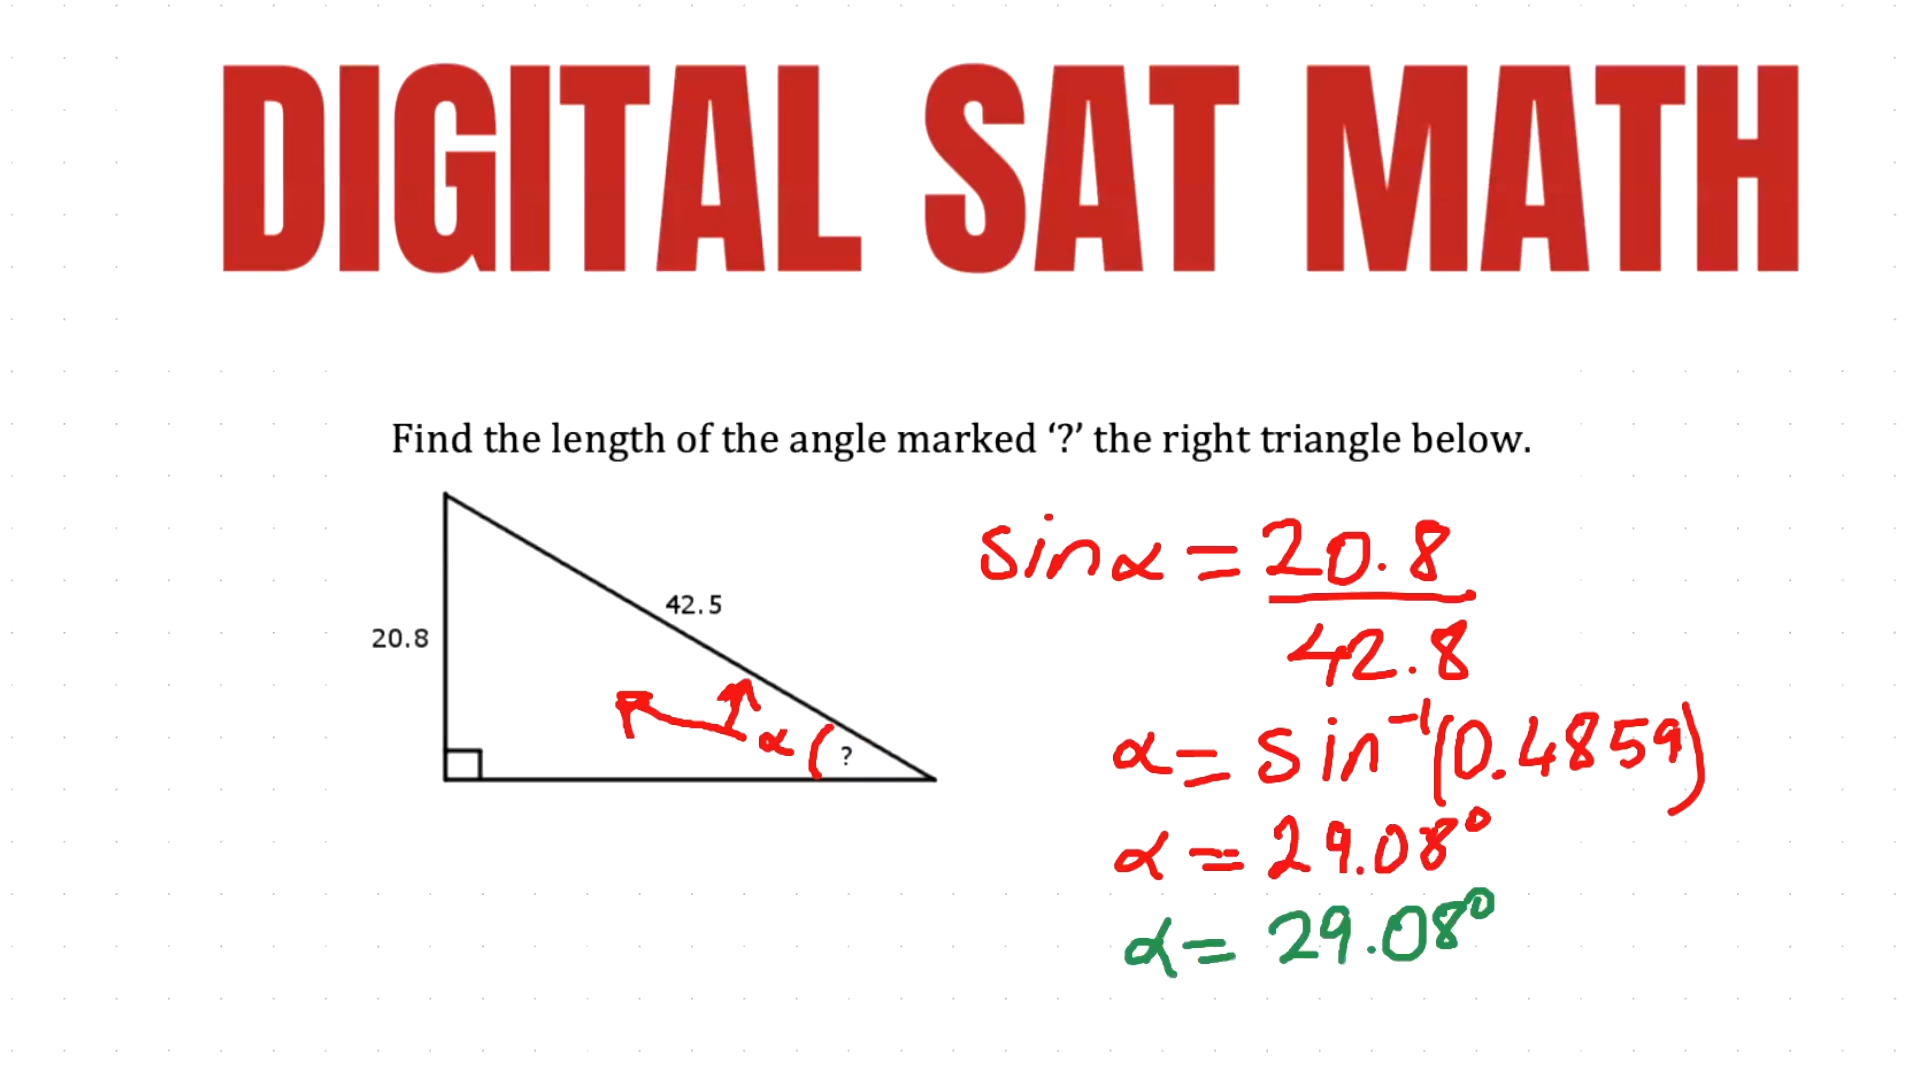 DIGITAL SAT MATH
Find the length of the angle marked ‘?’ the right triangle below.
42.5
20.8
α
?
sin α = 20.8
42.8
α = sin⁻¹(0.4859)
α = 29.08°
α = 29.08°